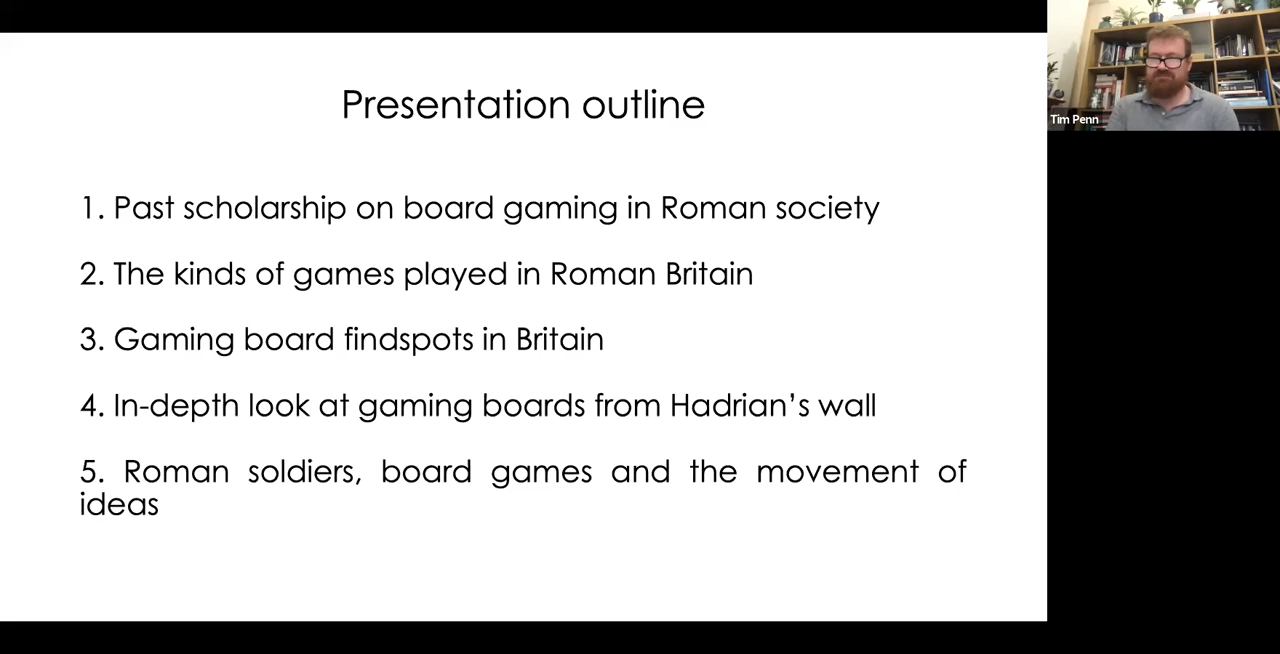 Presentation outline
1. Past scholarship on board gaming in Roman society
2. The kinds of games played in Roman Britain
3. Gaming board findspots in Britain
4. In-depth look at gaming boards from Hadrian’s wall
5. Roman soldiers, board games and the movement of
ideas
Tim Penn